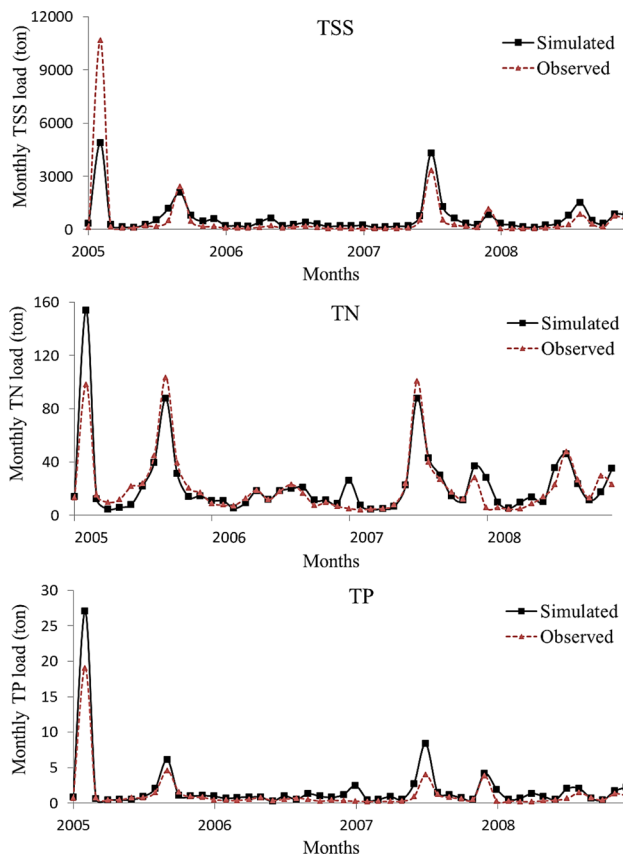 TSS
Monthly TSS load (ton)
12000
9000
6000
3000
0
Simulated
Observed
2005
2006
2007
2008
Months
TN
Monthly TN load (ton)
160
120
80
40
0
Simulated
Observed
2005
2006
2007
2008
Months
TP
Monthly TP load (ton)
30
25
20
15
10
5
0
Simulated
Observed
2005
2006
2007
2008
Months